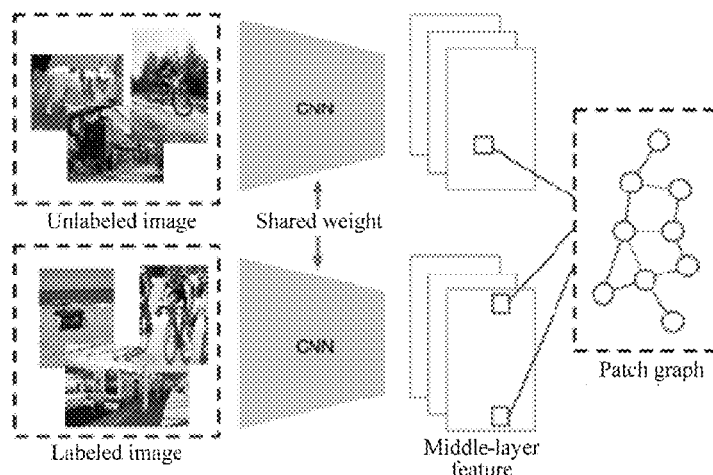 CNN
Unlabeled image
Shared weight
CNN
Patch graph
Labeled image
Middle-layer
feature